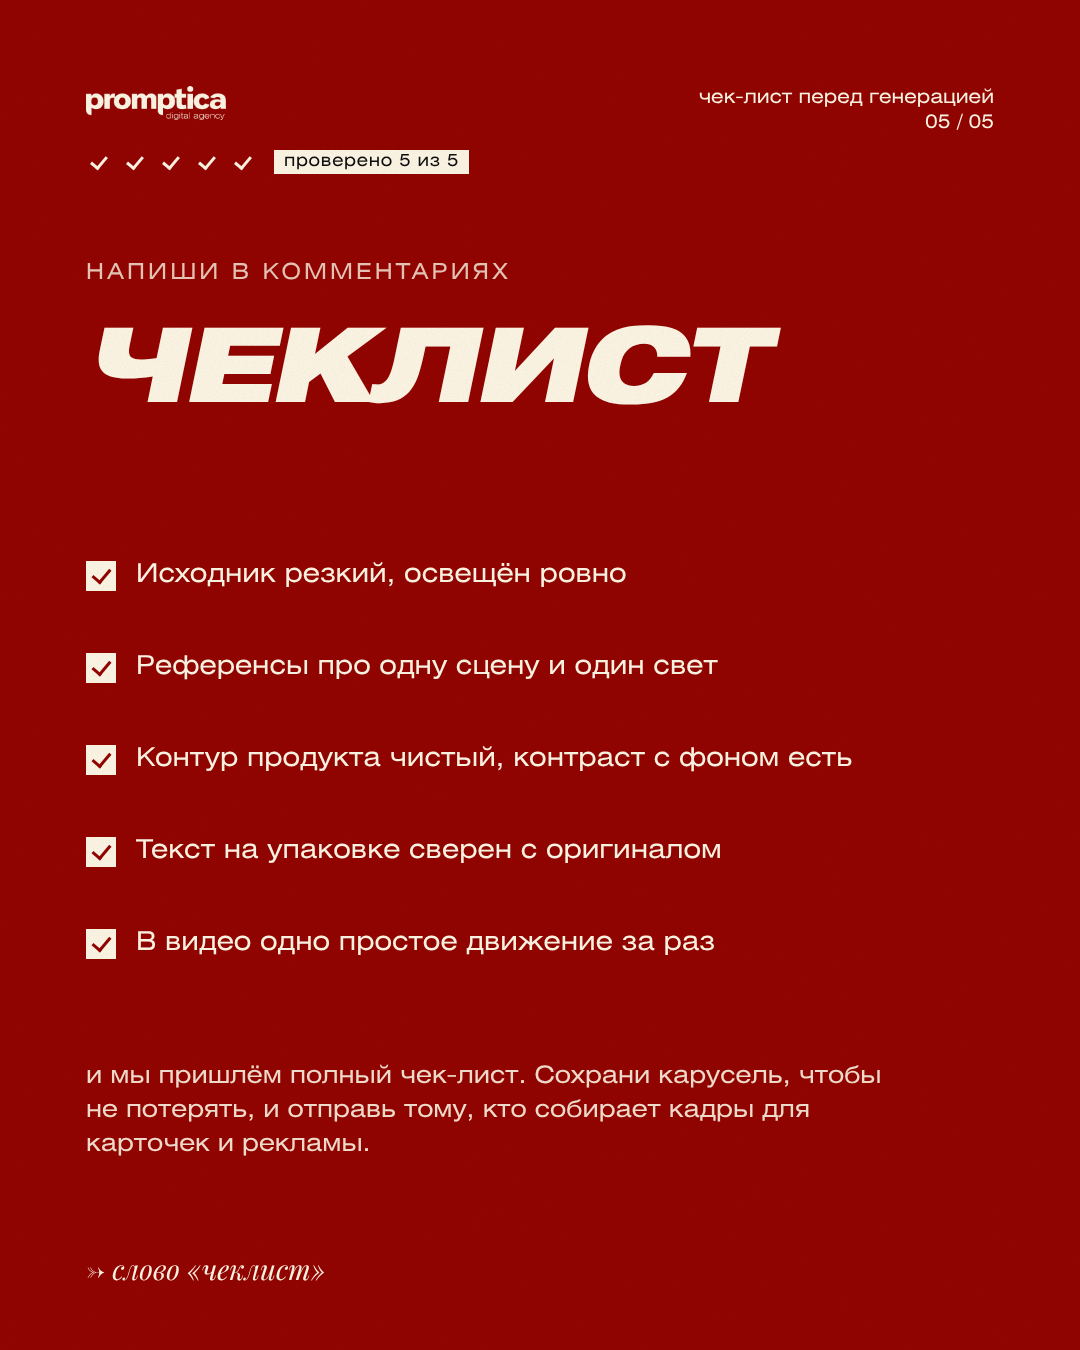 promptica
digital agency
чек-лист перед генерацией
05 / 05
проверено 5 из 5
НАПИШИ В КОММЕНТАРИЯХ
ЧЕКЛИСТ
Исходник резкий, освещён ровно
Референсы про одну сцену и один свет
Контур продукта чистый, контраст с фоном есть
Текст на упаковке сверен с оригиналом
В видео одно простое движение за раз
и мы пришлём полный чек-лист. Сохрани карусель, чтобы
не потерять, и отправь тому, кто собирает кадры для
карточек и рекламы.
слово «чеклист»